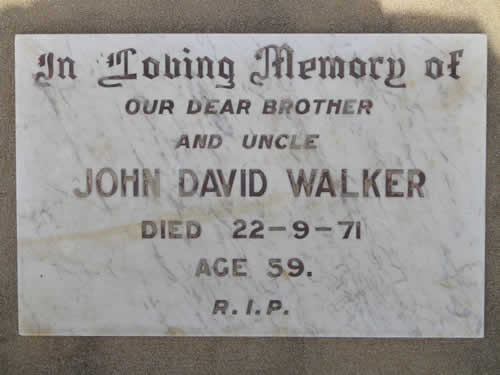 In Loving Memory of
OUR DEAR BROTHER
AND UNCLE
JOHN DAVID WALKER
DIED 22-9-71
AGE 59.
R.I.P.